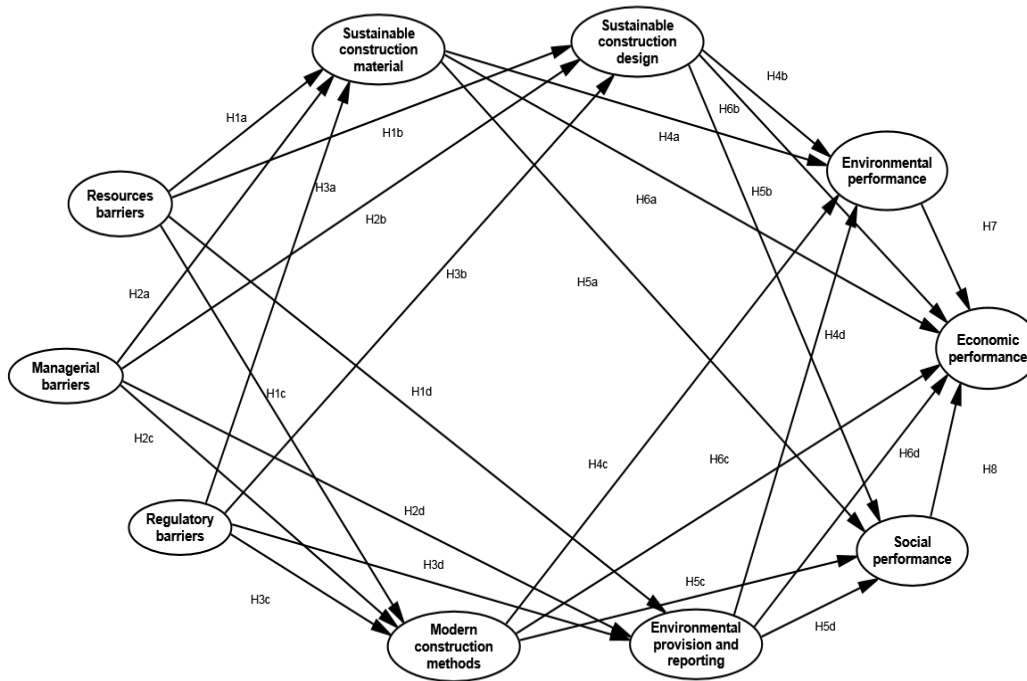 Sustainable
construction
material
Sustainable
construction
design
H4b
H1a
H6b
H1b
H4a
Environmental
performance
H3a
H5b
Resources
barriers
H6a
H2b
H7
H3b
H5a
H2a
H4d
Economic
performance
Managerial
barriers
H1c
H1d
H2c
H6d
H6c
H4c
H8
Regulatory
barriers
H2d
Social
performance
H3d
H5c
H3c
H5d
Modern
construction
methods
Environmental
provision and
reporting